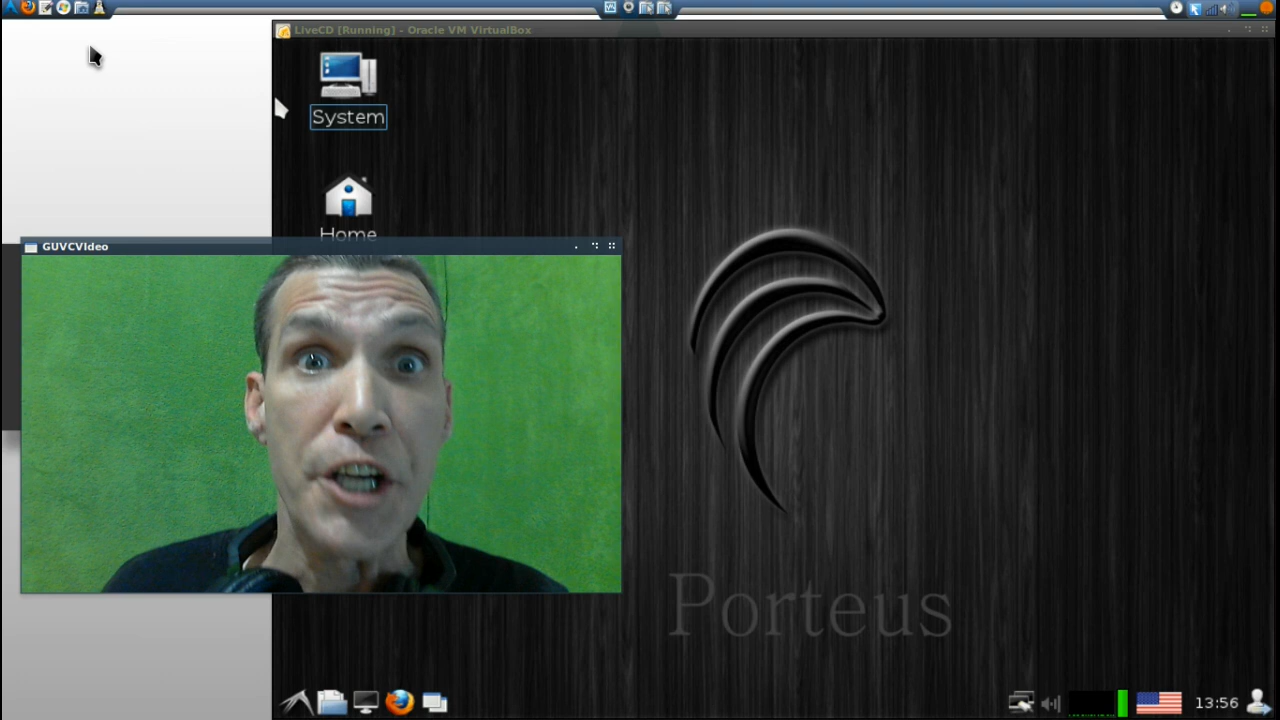 LiveCD [Running] - Oracle VM VirtualBox
System
Home
GUVCVideo
Porteus
13:56